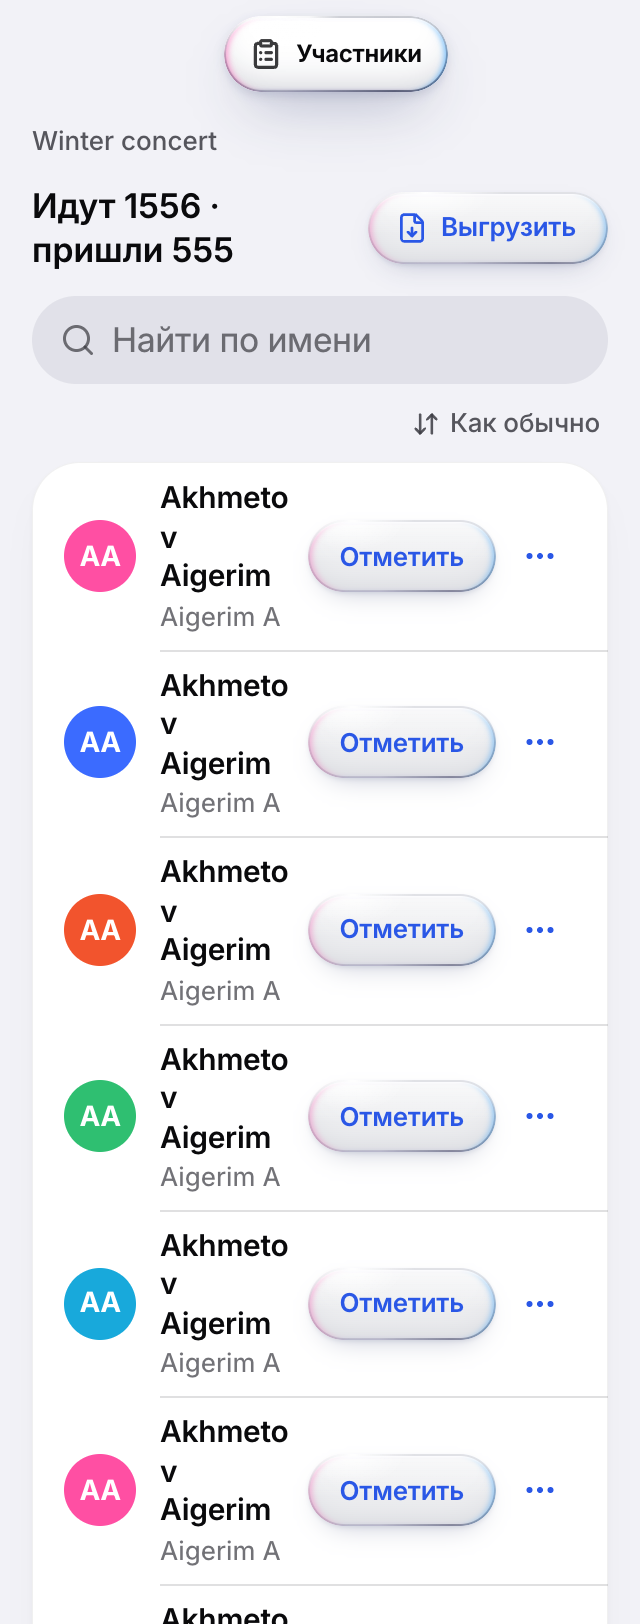 Участники
Winter concert
Идут 1556 ·
пришли 555
Выгрузить
Найти по имени
Как обычно
AA
Akhmeto
v
Aigerim
Aigerim A
Отметить
AA
Akhmeto
v
Aigerim
Aigerim A
Отметить
AA
Akhmeto
v
Aigerim
Aigerim A
Отметить
AA
Akhmeto
v
Aigerim
Aigerim A
Отметить
AA
Akhmeto
v
Aigerim
Aigerim A
Отметить
AA
Akhmeto
v
Aigerim
Aigerim A
Отметить
Akhmeto